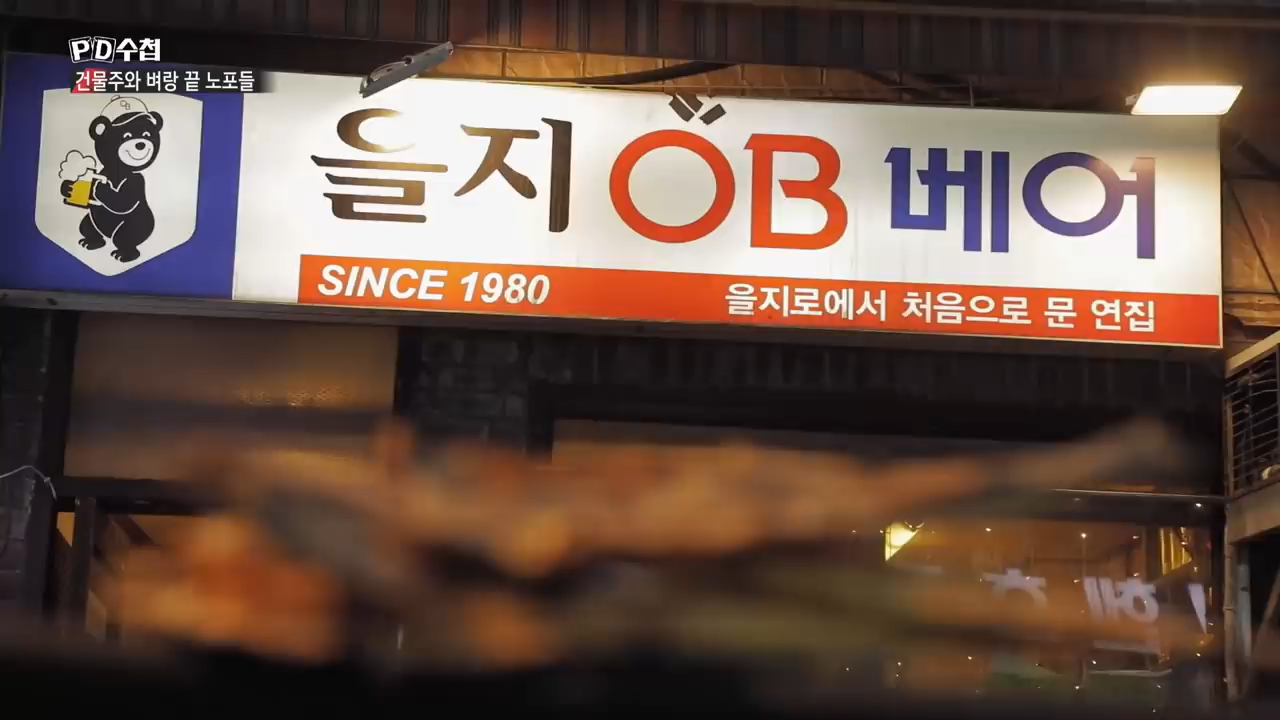 PD수첩
건물주와 벼랑 끝 노포들
을지 OB 베어
SINCE 1980
을지로에서 처음으로 문 연집